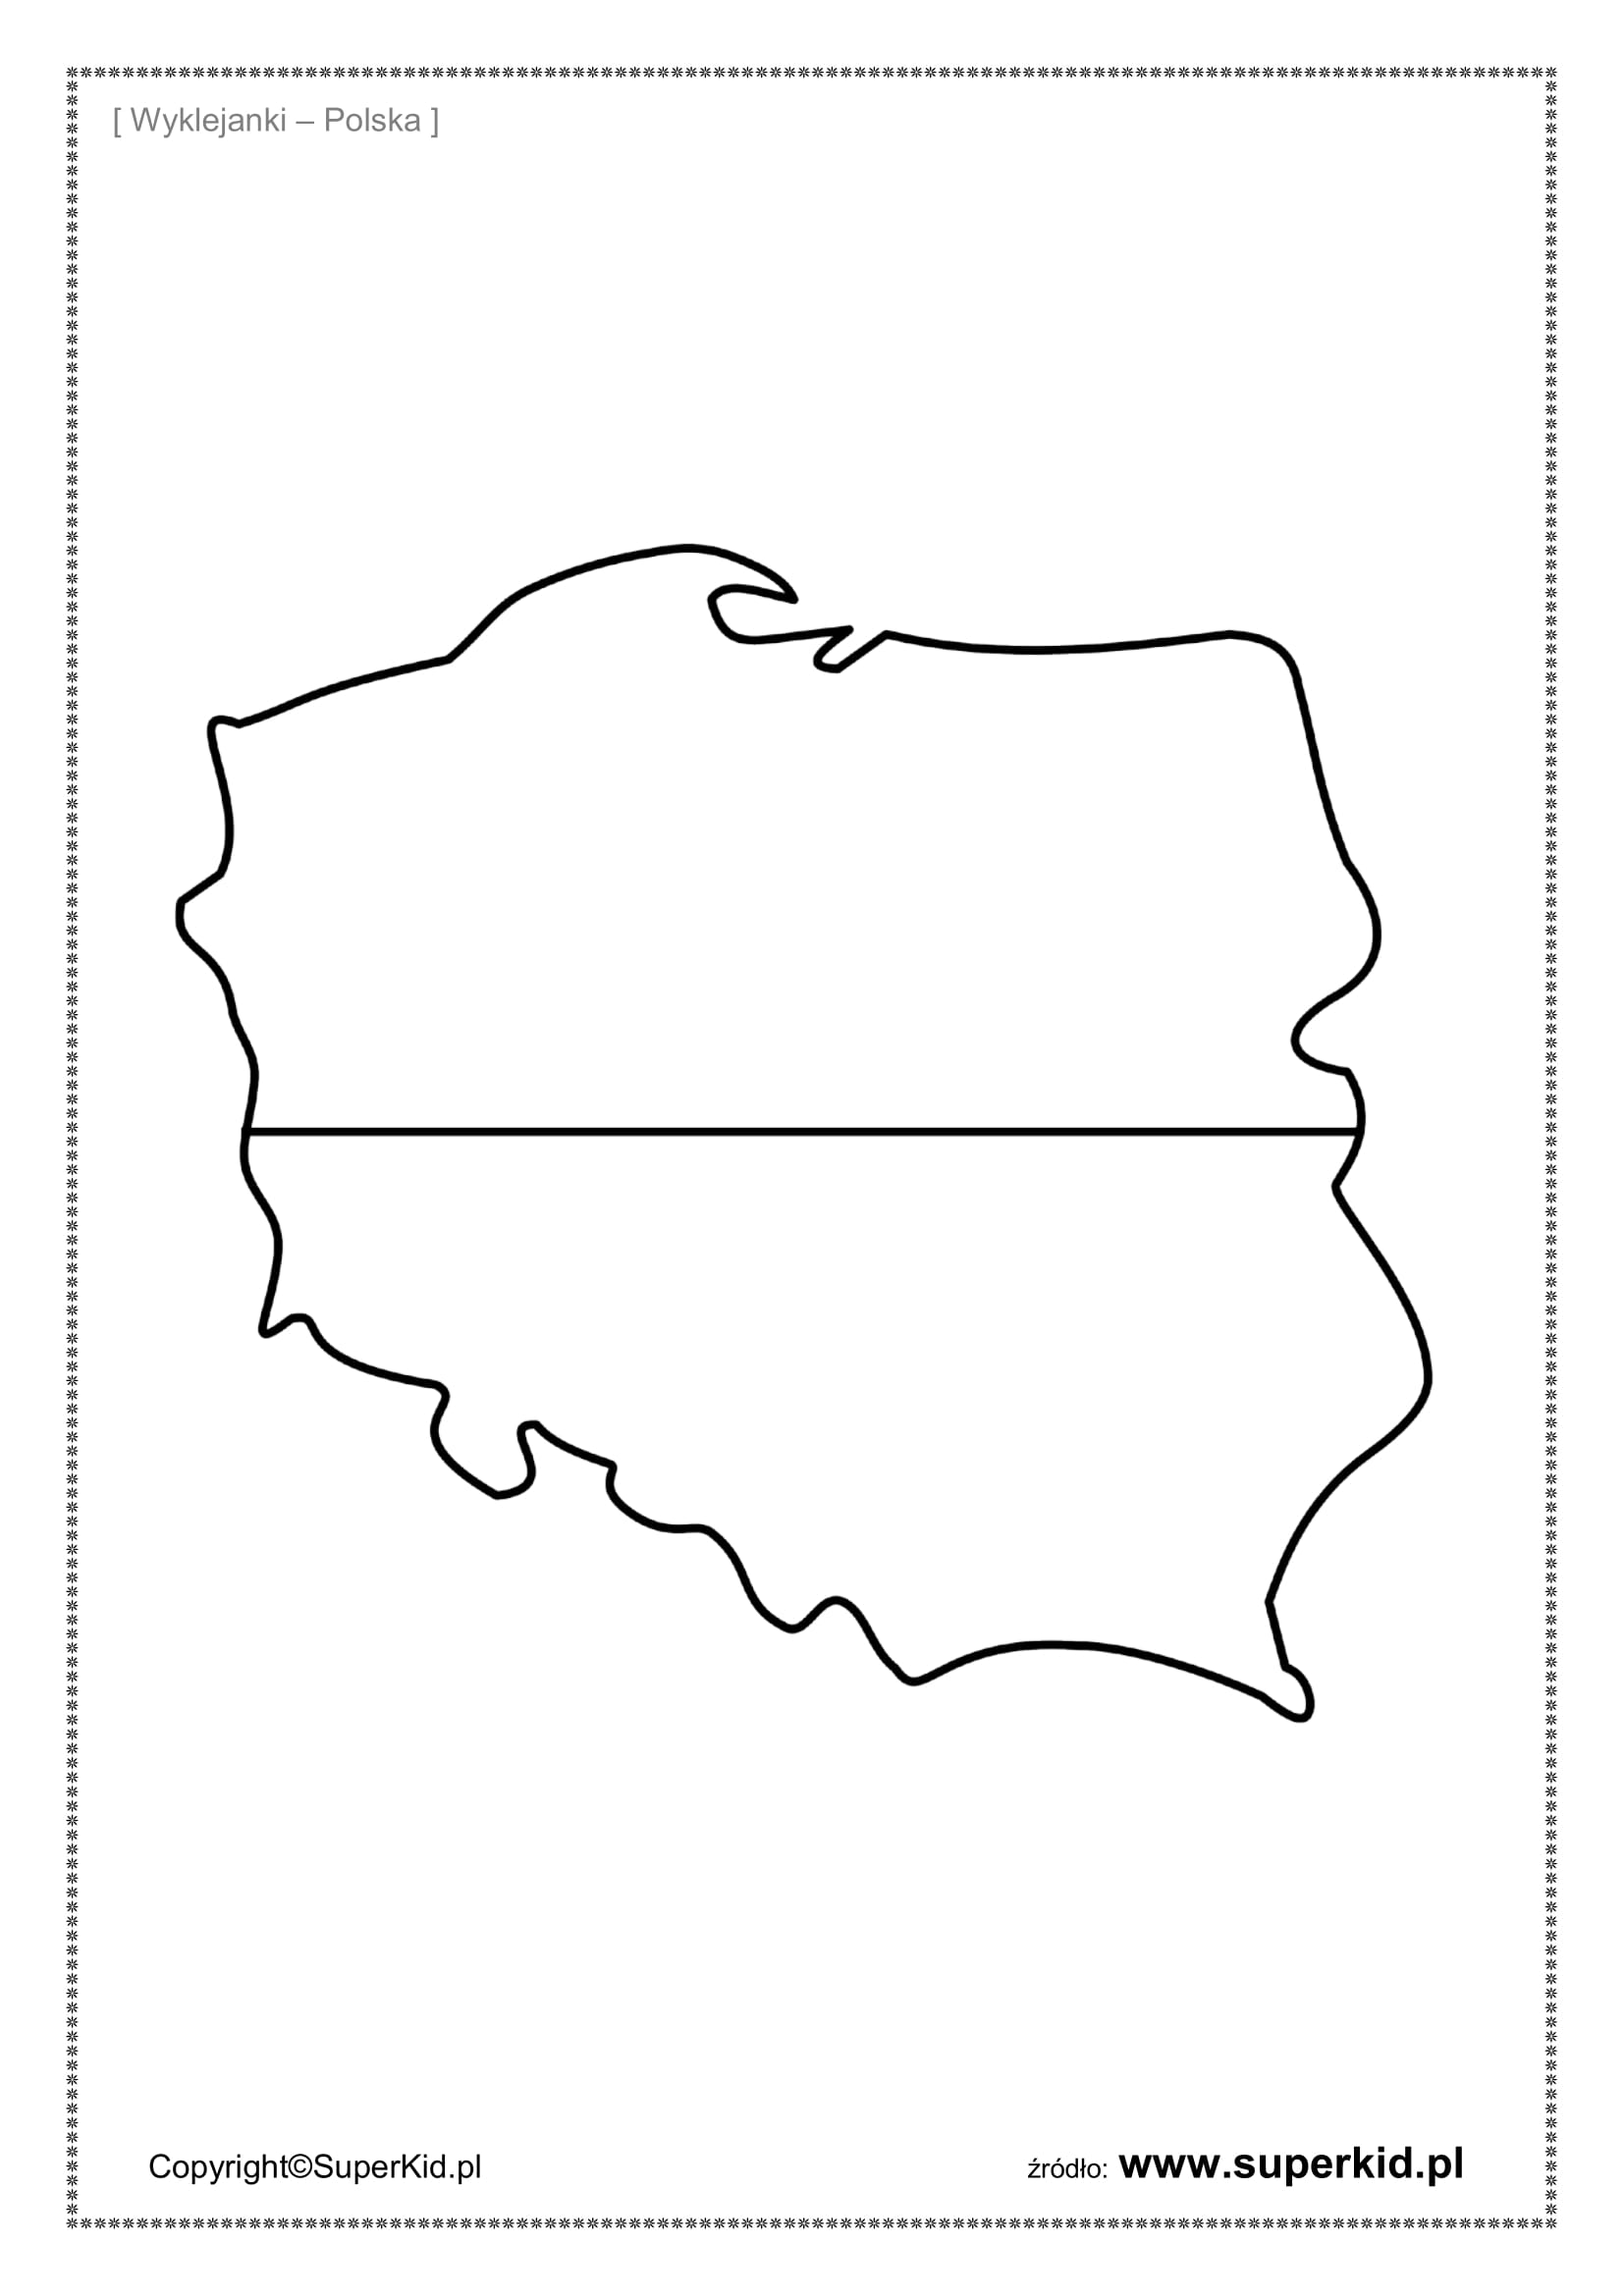 [ Wyklejanki – Polska ]
Copyright©SuperKid.pl
źródło: www.superkid.pl